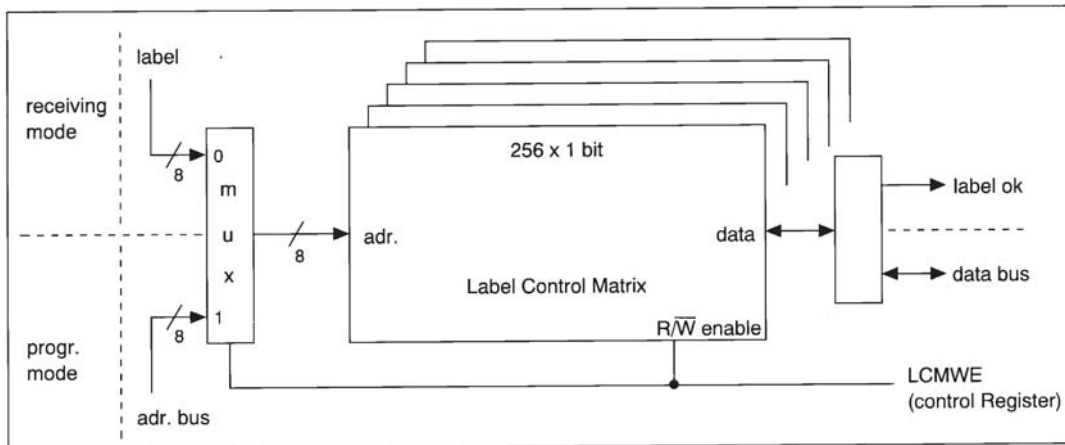 label
receiving
mode
8
0
m
u
x
1
8
256 x 1 bit
adr.
8
data
Label Control Matrix
R/W̅ enable
label ok
data bus
progr.
mode
8
adr. bus
LCMWE
(control Register)